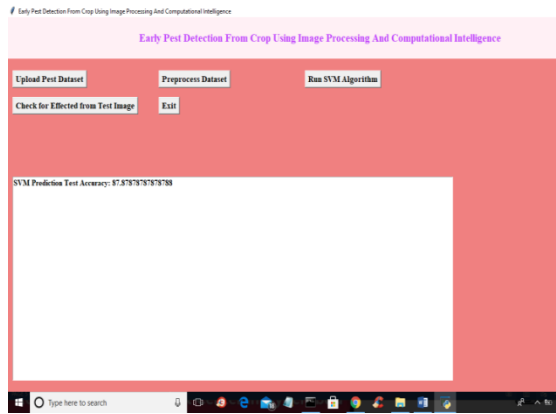 Early Pest Detection From Crop Using Image Processing And Computational Intelligence
Early Pest Detection From Crop Using Image Processing And Computational Intelligence
Upload Pest Dataset Preprocess Dataset Run SVM Algorithm
Check for Effected from Test Image Exit
SVM Prediction Test Accuracy: 87.87878787878788
Type here to search